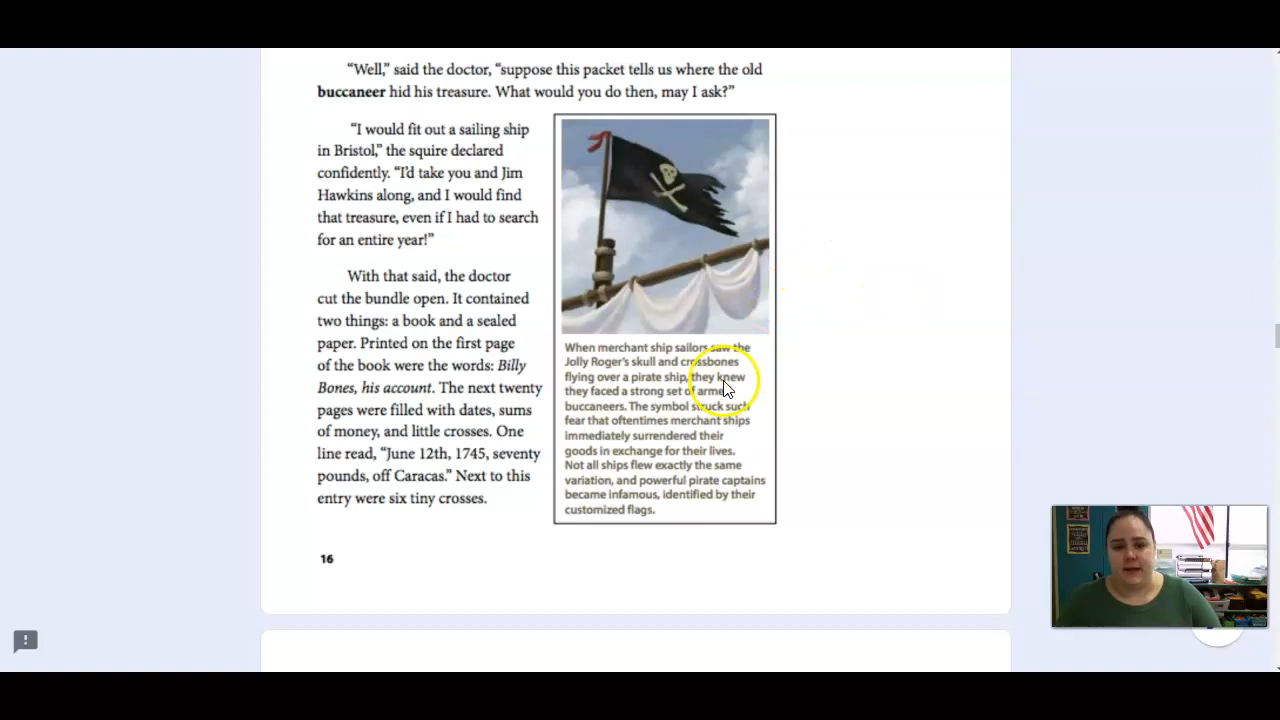 “Well,” said the doctor, “suppose this packet tells us where the old
buccaneer hid his treasure. What would you do then, may I ask?”
“I would fit out a sailing ship
in Bristol,” the squire declared
confidently. “I’d take you and Jim
Hawkins along, and I would find
that treasure, even if I had to search
for an entire year!”
With that said, the doctor
cut the bundle open. It contained
two things: a book and a sealed
paper. Printed on the first page
of the book were the words: Billy
Bones, his account. The next twenty
pages were filled with dates, sums
of money, and little crosses. One
line read, “June 12th, 1745, seventy
pounds, off Caracas.” Next to this
entry were six tiny crosses.
When merchant ship sailors saw the
Jolly Roger’s skull and crossbones
flying over a pirate ship, they knew
they faced a strong set of armed
buccaneers. The symbol struck such
fear that oftentimes merchant ships
immediately surrendered their
goods in exchange for their lives.
Not all ships flew exactly the same
variation, and powerful pirate captains
became infamous, identified by their
customized flags.
16